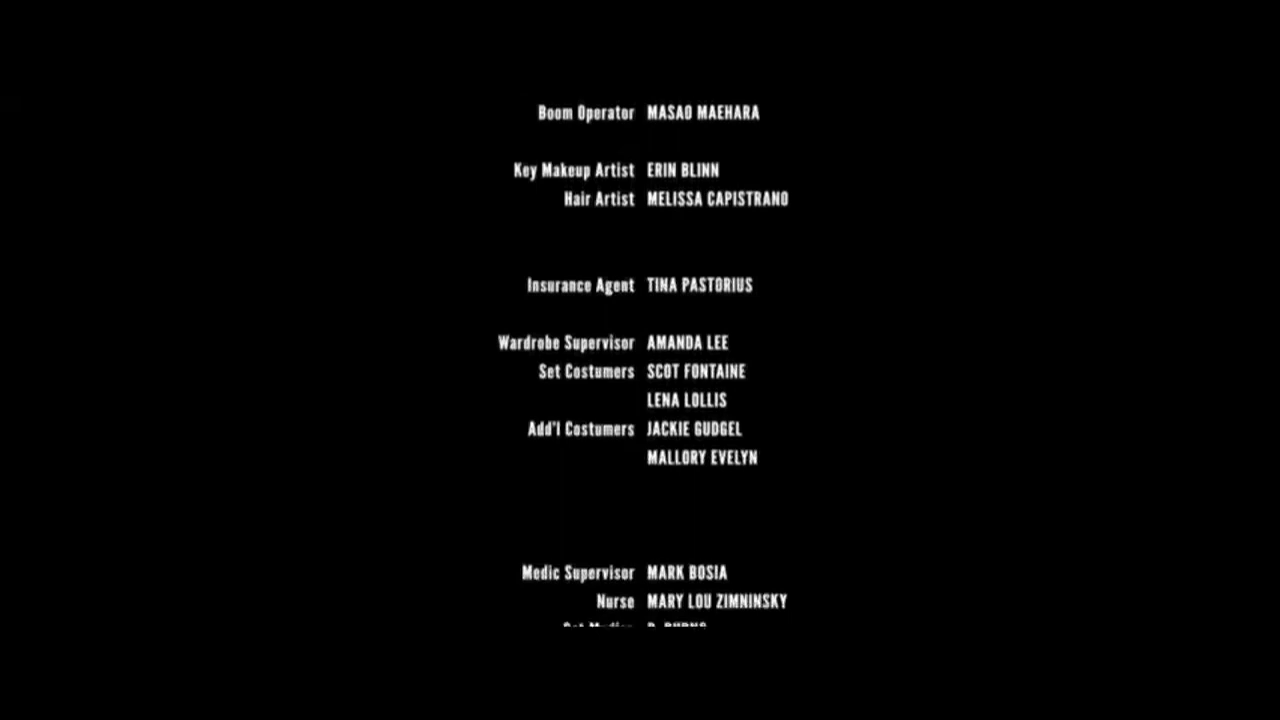 Boom Operator MASAO MAEHARA
Key Makeup Artist ERIN BLINN
Hair Artist MELISSA CAPISTRANO
Insurance Agent TINA PASTORIUS
Wardrobe Supervisor AMANDA LEE
Set Costumers SCOT FONTAINE
LENA LOLLIS
Add'l Costumers JACKIE GUDGEL
MALLORY EVELYN
Medic Supervisor MARK BOSIA
Nurse MARY LOU ZIMNINSKY